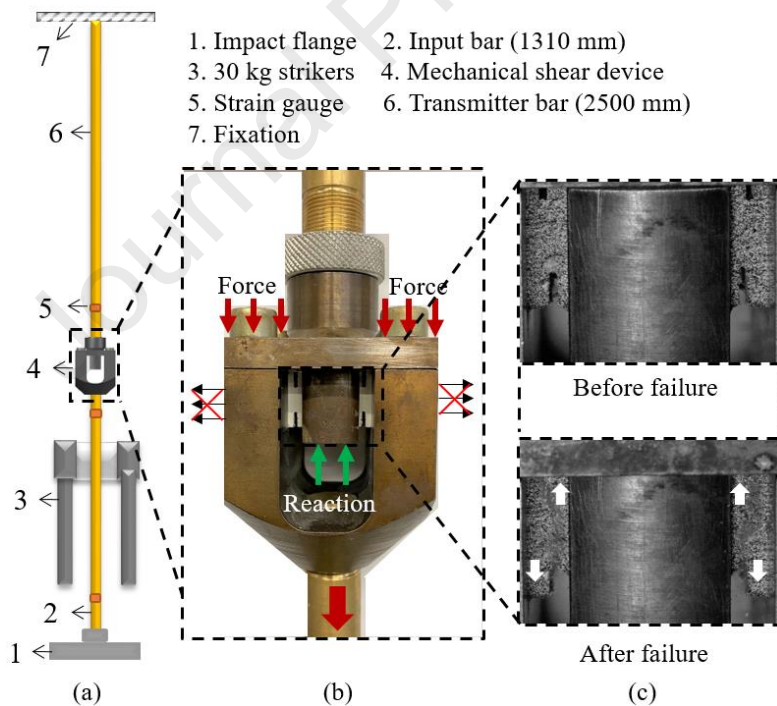 Journal P
7
1. Impact flange 2. Input bar (1310 mm)
3. 30 kg strikers 4. Mechanical shear device
5. Strain gauge 6. Transmitter bar (2500 mm)
7. Fixation
6
5
4
3
2
1
Force Force
Reaction
Before failure
After failure
(a) (b) (c)